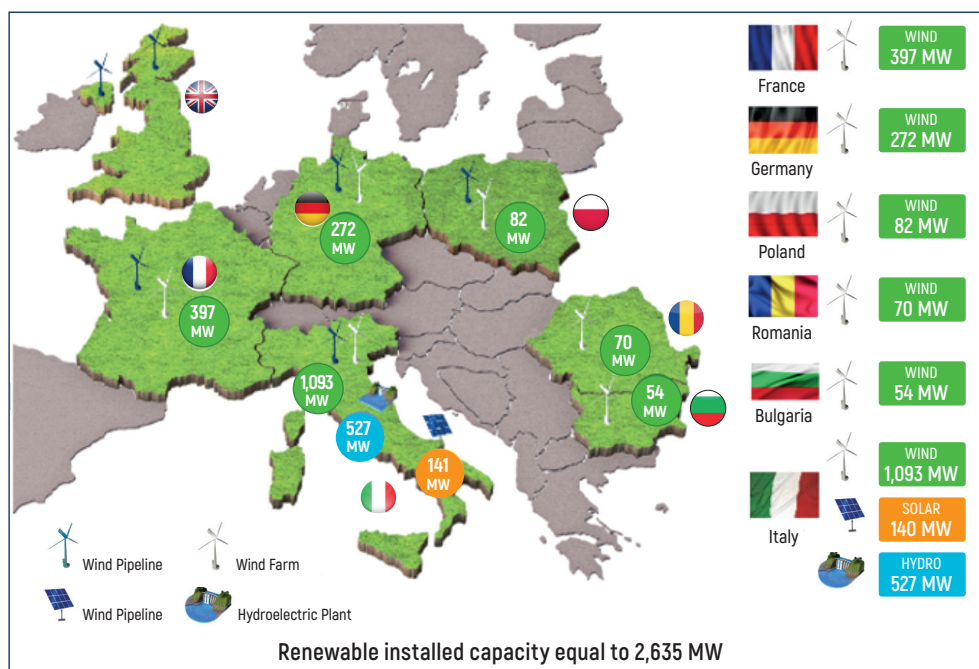 272
MW
82
MW
397
MW
70
MW
54
MW
1,093
MW
527
MW
141
MW
Wind Pipeline
Wind Farm
Wind Pipeline
Hydroelectric Plant
France
WIND
397 MW
Germany
WIND
272 MW
Poland
WIND
82 MW
Romania
WIND
70 MW
Bulgaria
WIND
54 MW
Italy
WIND
1,093 MW
SOLAR
140 MW
HYDRO
527 MW
Renewable installed capacity equal to 2,635 MW